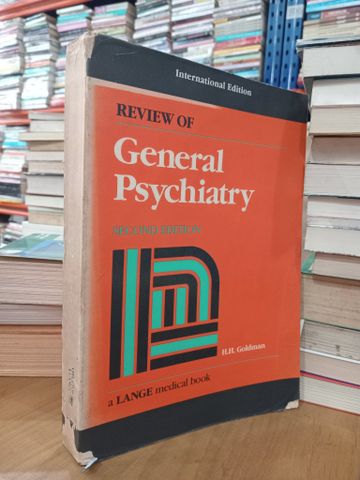 International Edition
REVIEW OF
General
Psychiatry
SECOND EDITION
H.H. Goldman
a LANGE medical book